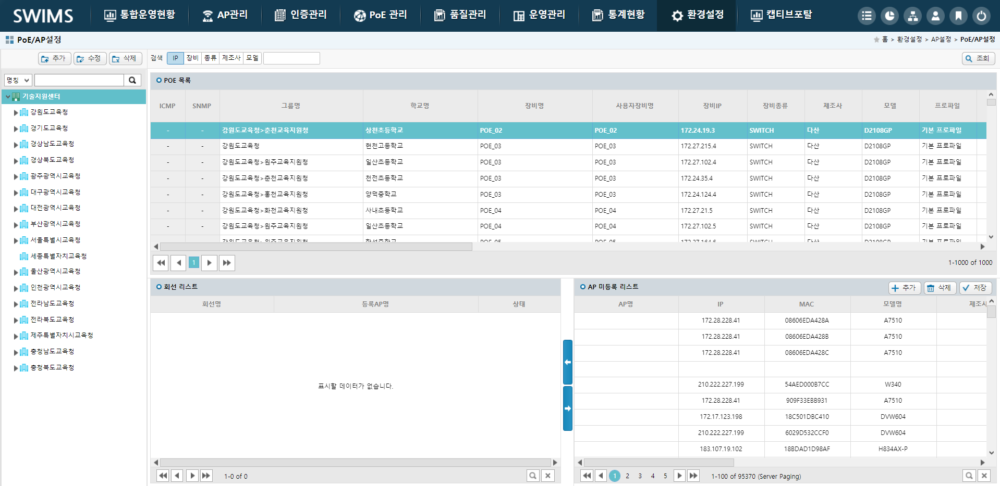 SWIMS 통합운영현황 AP관리 인증관리 PoE 관리 품질관리 운영관리 통계현황 환경설정 캡티브포탈
PoE/AP설정
홈 > 환경설정 > AP설정 > PoE/AP설정
추가 수정 삭제
검색 IP 장비 종류 제조사 모델
조회
명칭
기술지원센터
강원도교육청
경기도교육청
경상남도교육청
경상북도교육청
광주광역시교육청
대구광역시교육청
대전광역시교육청
부산광역시교육청
서울특별시교육청
세종특별자치교육청
울산광역시교육청
인천광역시교육청
전라남도교육청
전라북도교육청
제주특별자치시교육청
충청남도교육청
충청북도교육청
POE 목록
ICMP SNMP 그룹명 학교명 장비명 사용자장비명 장비IP 장비종류 제조사 모델 프로파일
- - 강원도교육청>춘천교육지원청 상천초등학교 POE_02 POE_02 172.24.19.3 SWITCH 다산 D2108GP 기본 프로파일
- - 강원도교육청 현천고등학교 POE_03 POE_03 172.27.215.4 SWITCH 다산 D2108GP 기본 프로파일
- - 강원도교육청>원주교육지원청 일산초등학교 POE_03 POE_03 172.27.102.4 SWITCH 다산 D2108GP 기본 프로파일
- - 강원도교육청>춘천교육지원청 천전초등학교 POE_03 POE_03 172.24.35.4 SWITCH 다산 D2108GP 기본 프로파일
- - 강원도교육청>홍천교육지원청 양덕중학교 POE_03 POE_03 172.24.124.4 SWITCH 다산 D2108GP 기본 프로파일
- - 강원도교육청>화천교육지원청 사내초등학교 POE_04 POE_04 172.27.21.5 SWITCH 다산 D2108GP 기본 프로파일
- - 강원도교육청>원주교육지원청 일산초등학교 POE_04 POE_04 172.27.102.5 SWITCH 다산 D2108GP 기본 프로파일
1
1-1000 of 1000
회선 리스트
회선명 등록AP명 상태
표시할 데이터가 없습니다.
1-0 of 0
AP 미등록 리스트
추가 삭제 저장
AP명 IP MAC 모델명 제조사
172.28.228.41 08606EDA428A A7510
172.28.228.41 08606EDA428B A7510
172.28.228.41 08606EDA428C A7510
210.222.227.199 54AED000B7CC W340
172.28.228.41 909F33EBB931 A7510
172.17.123.198 18C501DBC410 DVW604
210.222.227.199 6029D532CCF0 DVW604
183.107.19.102 18BDAD1D98AF H834AX-P
1 2 3 4 5
1-100 of 95370 (Server Paging)